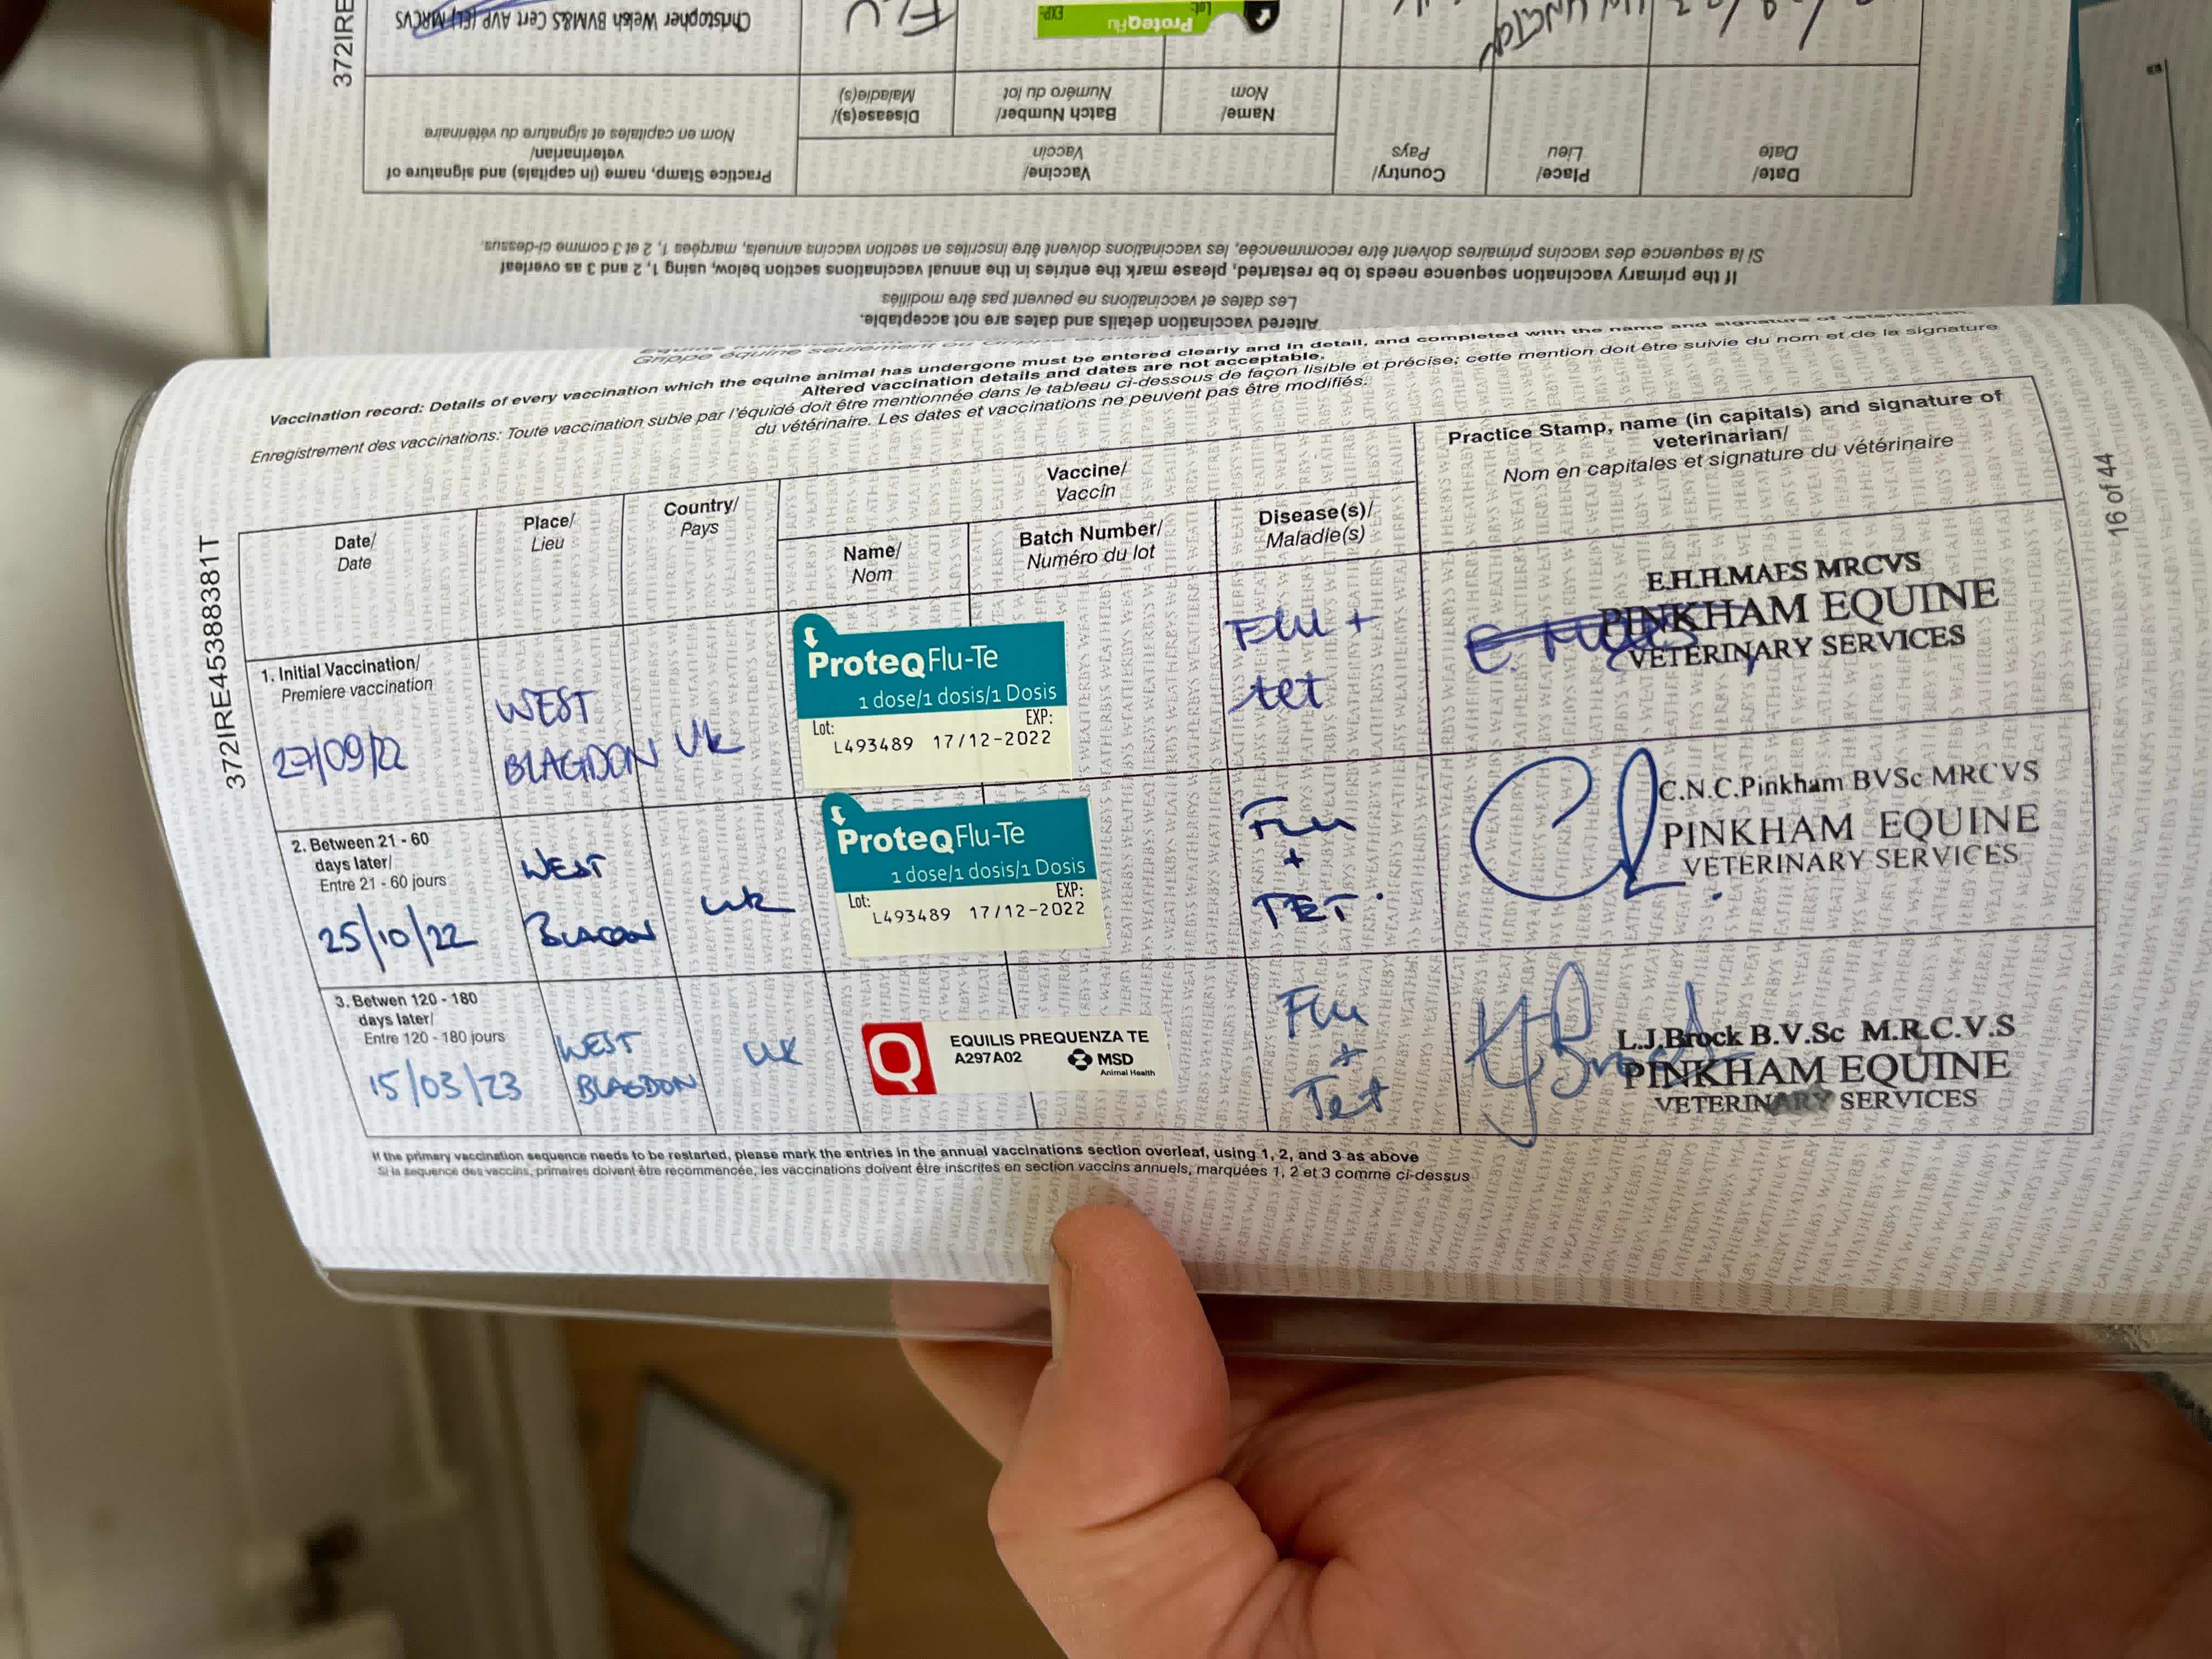 372IRE
Christopher Welsh BVM&S Cert AVP (EL) MRCVS
FLU
ProteqFlu
Lot:
EXP:
Practice Stamp, name (in capitals) and signature of
veterinarian/
Nom en capitales et signature du vétérinaire
Disease(s)/
Maladie(s)
Batch Number/
Numéro du lot
Name/
Nom
Vaccine/
Vaccin
Country/
Pays
Place/
Lieu
Date/
Date
If the primary vaccination sequence needs to be restarted, please mark the entries in the annual vaccinations section below, using 1, 2 and 3 as overleaf
Si la sequence des vaccins primaires doivent être recommencée, les vaccinations doivent être inscrites en section vaccins annuels, marquées 1, 2 et 3 comme ci-dessus.
Altered vaccination details and dates are not acceptable.
Les dates et vaccinations ne peuvent pas être modifiés
Vaccination record: Details of every vaccination which the equine animal has undergone must be entered clearly and in detail, and completed with the name and signature of veterinarian.
Altered vaccination details and dates are not acceptable.
Enregistrement des vaccinations: Toute vaccination subie par l'équidé doit être mentionnée dans le tableau ci-dessous de façon lisible et précise; cette mention doit être suivie du nom et de la signature
du vétérinaire. Les dates et vaccinations ne peuvent pas être modifiés.
372IRE45388381T
16 of 44
Date/
Date
Place/
Lieu
Country/
Pays
Vaccine/
Vaccin
Name/
Nom
Batch Number/
Numéro du lot
Disease(s)/
Maladie(s)
Practice Stamp, name (in capitals) and signature of
veterinarian/
Nom en capitales et signature du vétérinaire
1. Initial Vaccination/
Premiere vaccination
27/09/22
WEST
BLAGDON
UK
ProteqFlu-Te
1 dose/1 dosis/1 Dosis
Lot:
EXP:
L493489 17/12-2022
Flu +
tet
E.H.H.MAES MRCVS
PINKHAM EQUINE
VETERINARY SERVICES
2. Between 21 - 60
days later/
Entre 21 - 60 jours
25/10/22
WEST
BLAGDON
UK
ProteqFlu-Te
1 dose/1 dosis/1 Dosis
Lot:
EXP:
L493489 17/12-2022
Flu
+
TET.
C.N.C.Pinkham BVSc MRCVS
PINKHAM EQUINE
VETERINARY SERVICES
3. Betwen 120 - 180
days later/
Entre 120 - 180 jours
15/03/23
WEST
BLAGDON
UK
Q
EQUILIS PREQUENZA TE
A297A02
MSD
Animal Health
Flu
+
Tet
L.J.Brock B.V.Sc M.R.C.V.S
PINKHAM EQUINE
VETERINARY SERVICES
If the primary vaccination sequence needs to be restarted, please mark the entries in the annual vaccinations section overleaf, using 1, 2, and 3 as above
Si la sequence des vaccins, primaires doivent être recommencée, les vaccinations doivent être inscrites en section vaccins annuels, marquées 1, 2 et 3 comme ci-dessus